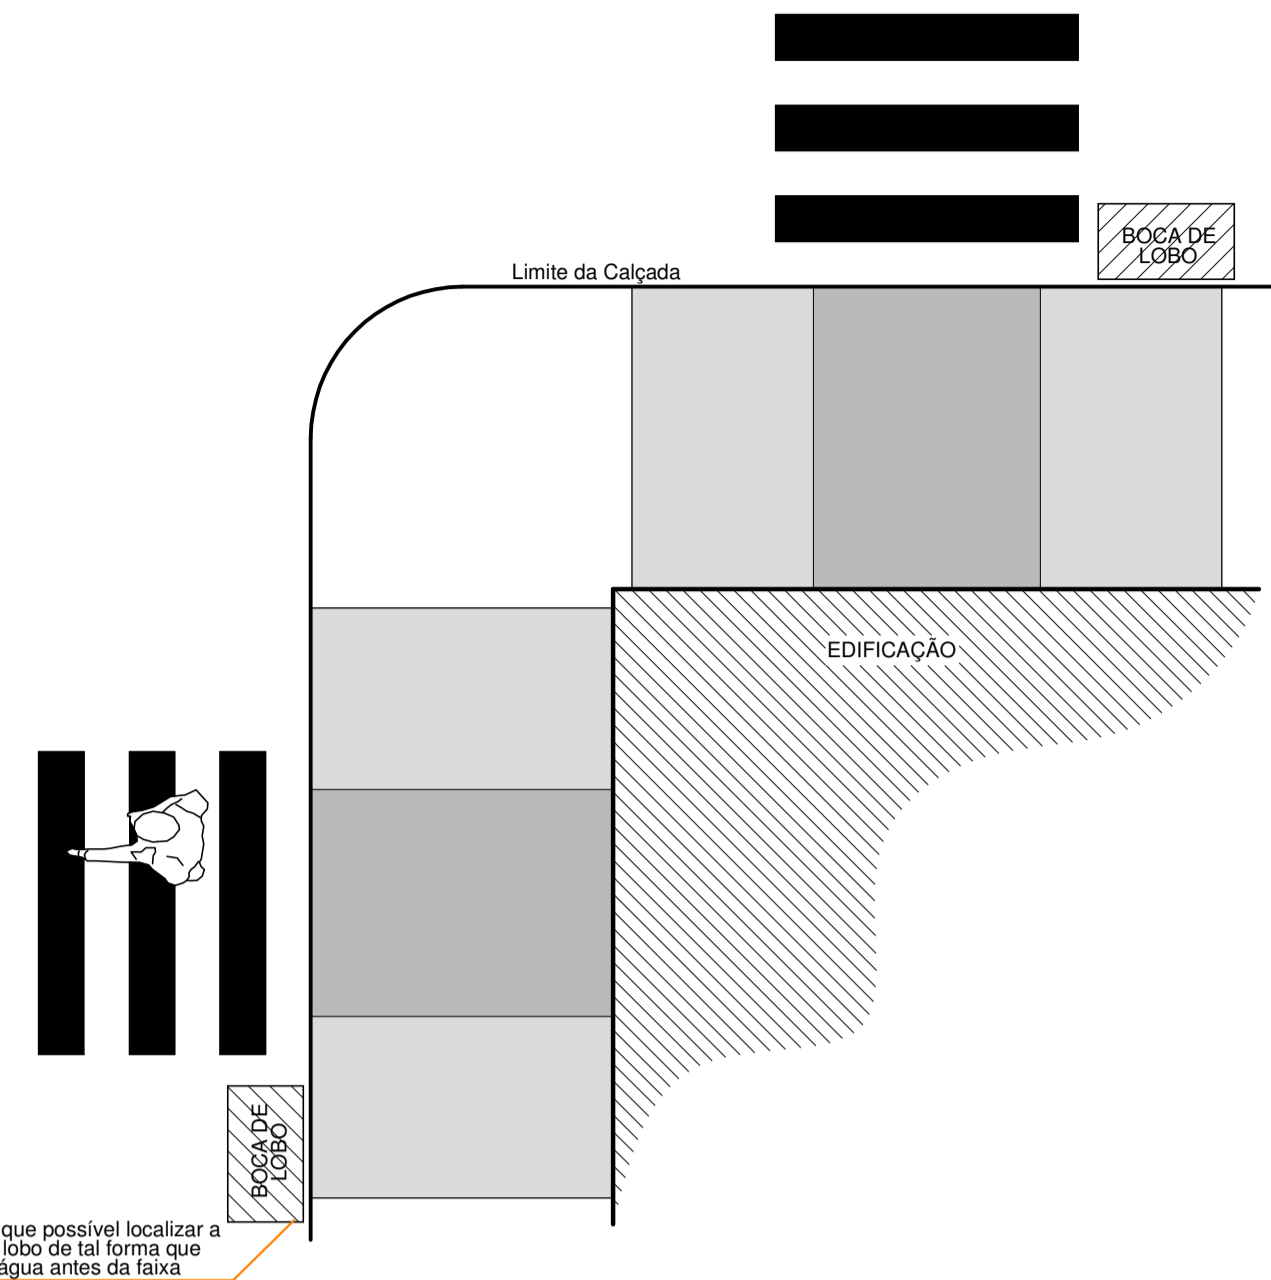 BOCA DE
LOBO
Limite da Calçada
EDIFICAÇÃO
BOCA DE
LOBO
que possível localizar a
lobo de tal forma que
água antes da faixa